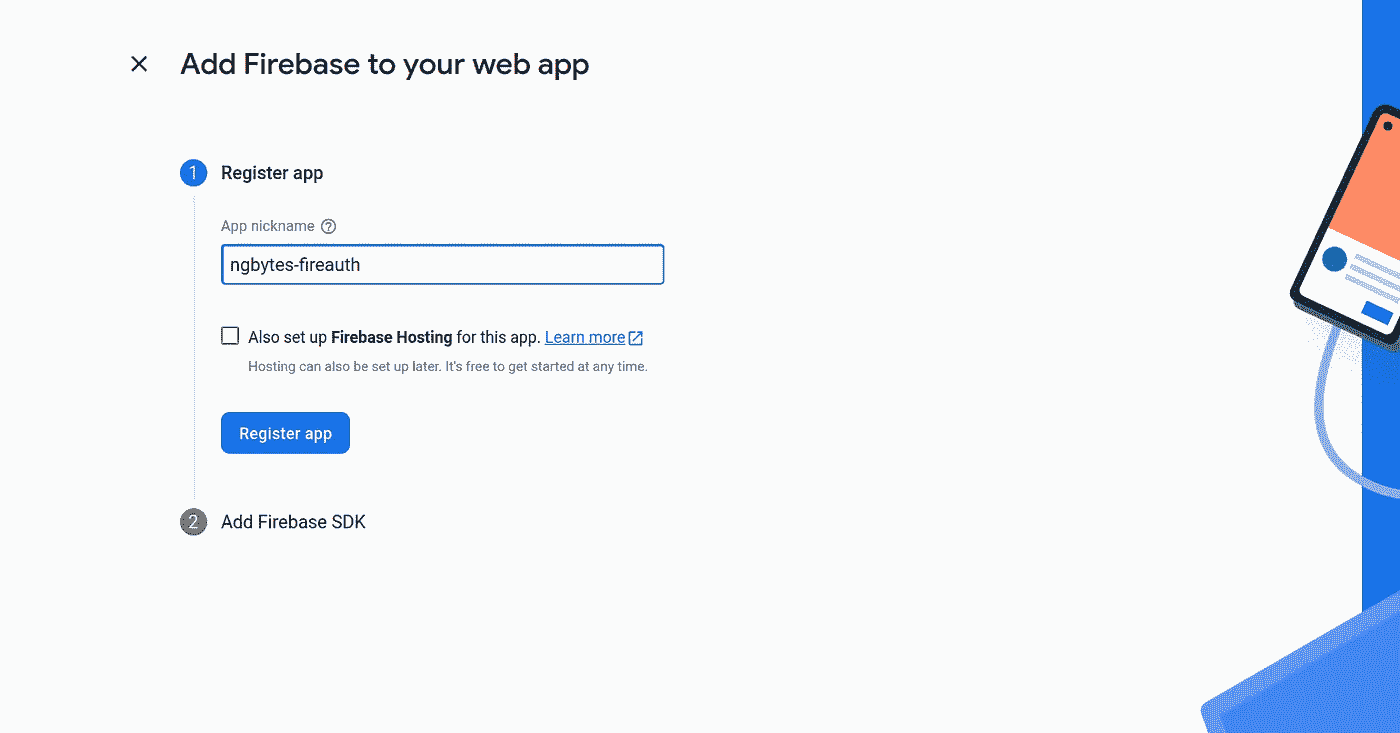 Add Firebase to your web app
1 Register app
App nickname
ngbytes-fireauth
Also set up Firebase Hosting for this app. Learn more
Hosting can also be set up later. It's free to get started at any time.
Register app
2 Add Firebase SDK